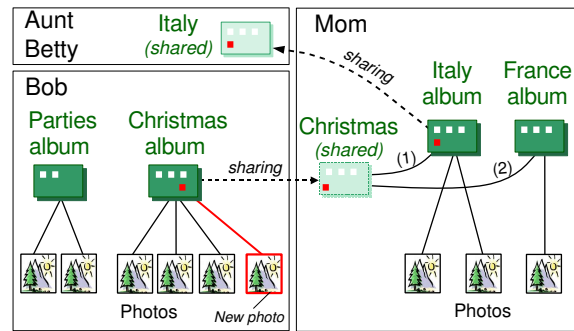 Aunt
Betty
Italy
(shared)
Bob
Parties
album
Christmas
album
sharing
Photos
New photo
Mom
sharing
Italy
album
France
album
Christmas
(shared)
(1)
(2)
Photos